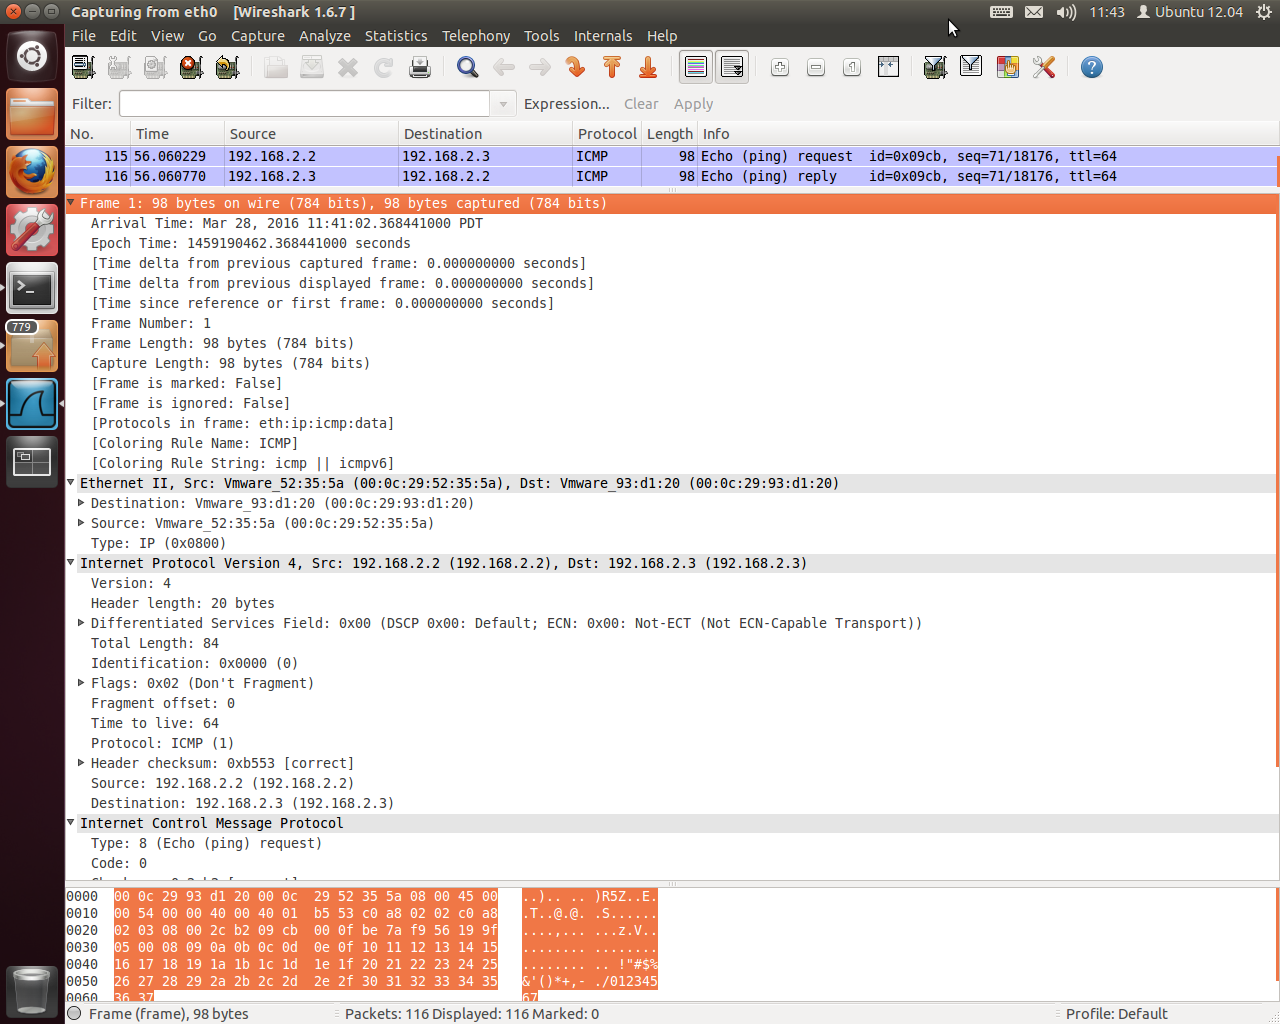 Capturing from eth0   [Wireshark 1.6.7 ]
11:43 Ubuntu 12.04
File Edit View Go Capture Analyze Statistics Telephony Tools Internals Help
Filter: Expression... Clear Apply
No. Time Source Destination Protocol Length Info
115 56.060229 192.168.2.2 192.168.2.3 ICMP 98 Echo (ping) request  id=0x09cb, seq=71/18176, ttl=64
116 56.060770 192.168.2.3 192.168.2.2 ICMP 98 Echo (ping) reply    id=0x09cb, seq=71/18176, ttl=64
Frame 1: 98 bytes on wire (784 bits), 98 bytes captured (784 bits)
Arrival Time: Mar 28, 2016 11:41:02.368441000 PDT
Epoch Time: 1459190462.368441000 seconds
[Time delta from previous captured frame: 0.000000000 seconds]
[Time delta from previous displayed frame: 0.000000000 seconds]
[Time since reference or first frame: 0.000000000 seconds]
Frame Number: 1
779
Frame Length: 98 bytes (784 bits)
Capture Length: 98 bytes (784 bits)
[Frame is marked: False]
[Frame is ignored: False]
[Protocols in frame: eth:ip:icmp:data]
[Coloring Rule Name: ICMP]
[Coloring Rule String: icmp || icmpv6]
Ethernet II, Src: Vmware_52:35:5a (00:0c:29:52:35:5a), Dst: Vmware_93:d1:20 (00:0c:29:93:d1:20)
Destination: Vmware_93:d1:20 (00:0c:29:93:d1:20)
Source: Vmware_52:35:5a (00:0c:29:52:35:5a)
Type: IP (0x0800)
Internet Protocol Version 4, Src: 192.168.2.2 (192.168.2.2), Dst: 192.168.2.3 (192.168.2.3)
Version: 4
Header length: 20 bytes
Differentiated Services Field: 0x00 (DSCP 0x00: Default; ECN: 0x00: Not-ECT (Not ECN-Capable Transport))
Total Length: 84
Identification: 0x0000 (0)
Flags: 0x02 (Don't Fragment)
Fragment offset: 0
Time to live: 64
Protocol: ICMP (1)
Header checksum: 0xb553 [correct]
Source: 192.168.2.2 (192.168.2.2)
Destination: 192.168.2.3 (192.168.2.3)
Internet Control Message Protocol
Type: 8 (Echo (ping) request)
Code: 0
0000 00 0c 29 93 d1 20 00 0c  29 52 35 5a 08 00 45 00 ..).. .. )R5Z..E.
0010 00 54 00 00 40 00 40 01  b5 53 c0 a8 02 02 c0 a8 .T..@.@. .S......
0020 02 03 08 00 2c b2 09 cb  00 0f be 7a f9 56 19 9f ....,... ...z.V..
0030 05 00 08 09 0a 0b 0c 0d  0e 0f 10 11 12 13 14 15 ........ ........
0040 16 17 18 19 1a 1b 1c 1d  1e 1f 20 21 22 23 24 25 ........ .. !"#$%
0050 26 27 28 29 2a 2b 2c 2d  2e 2f 30 31 32 33 34 35 &'()*+,- ./012345
0060 36 37 67
Frame (frame), 98 bytes Packets: 116 Displayed: 116 Marked: 0 Profile: Default